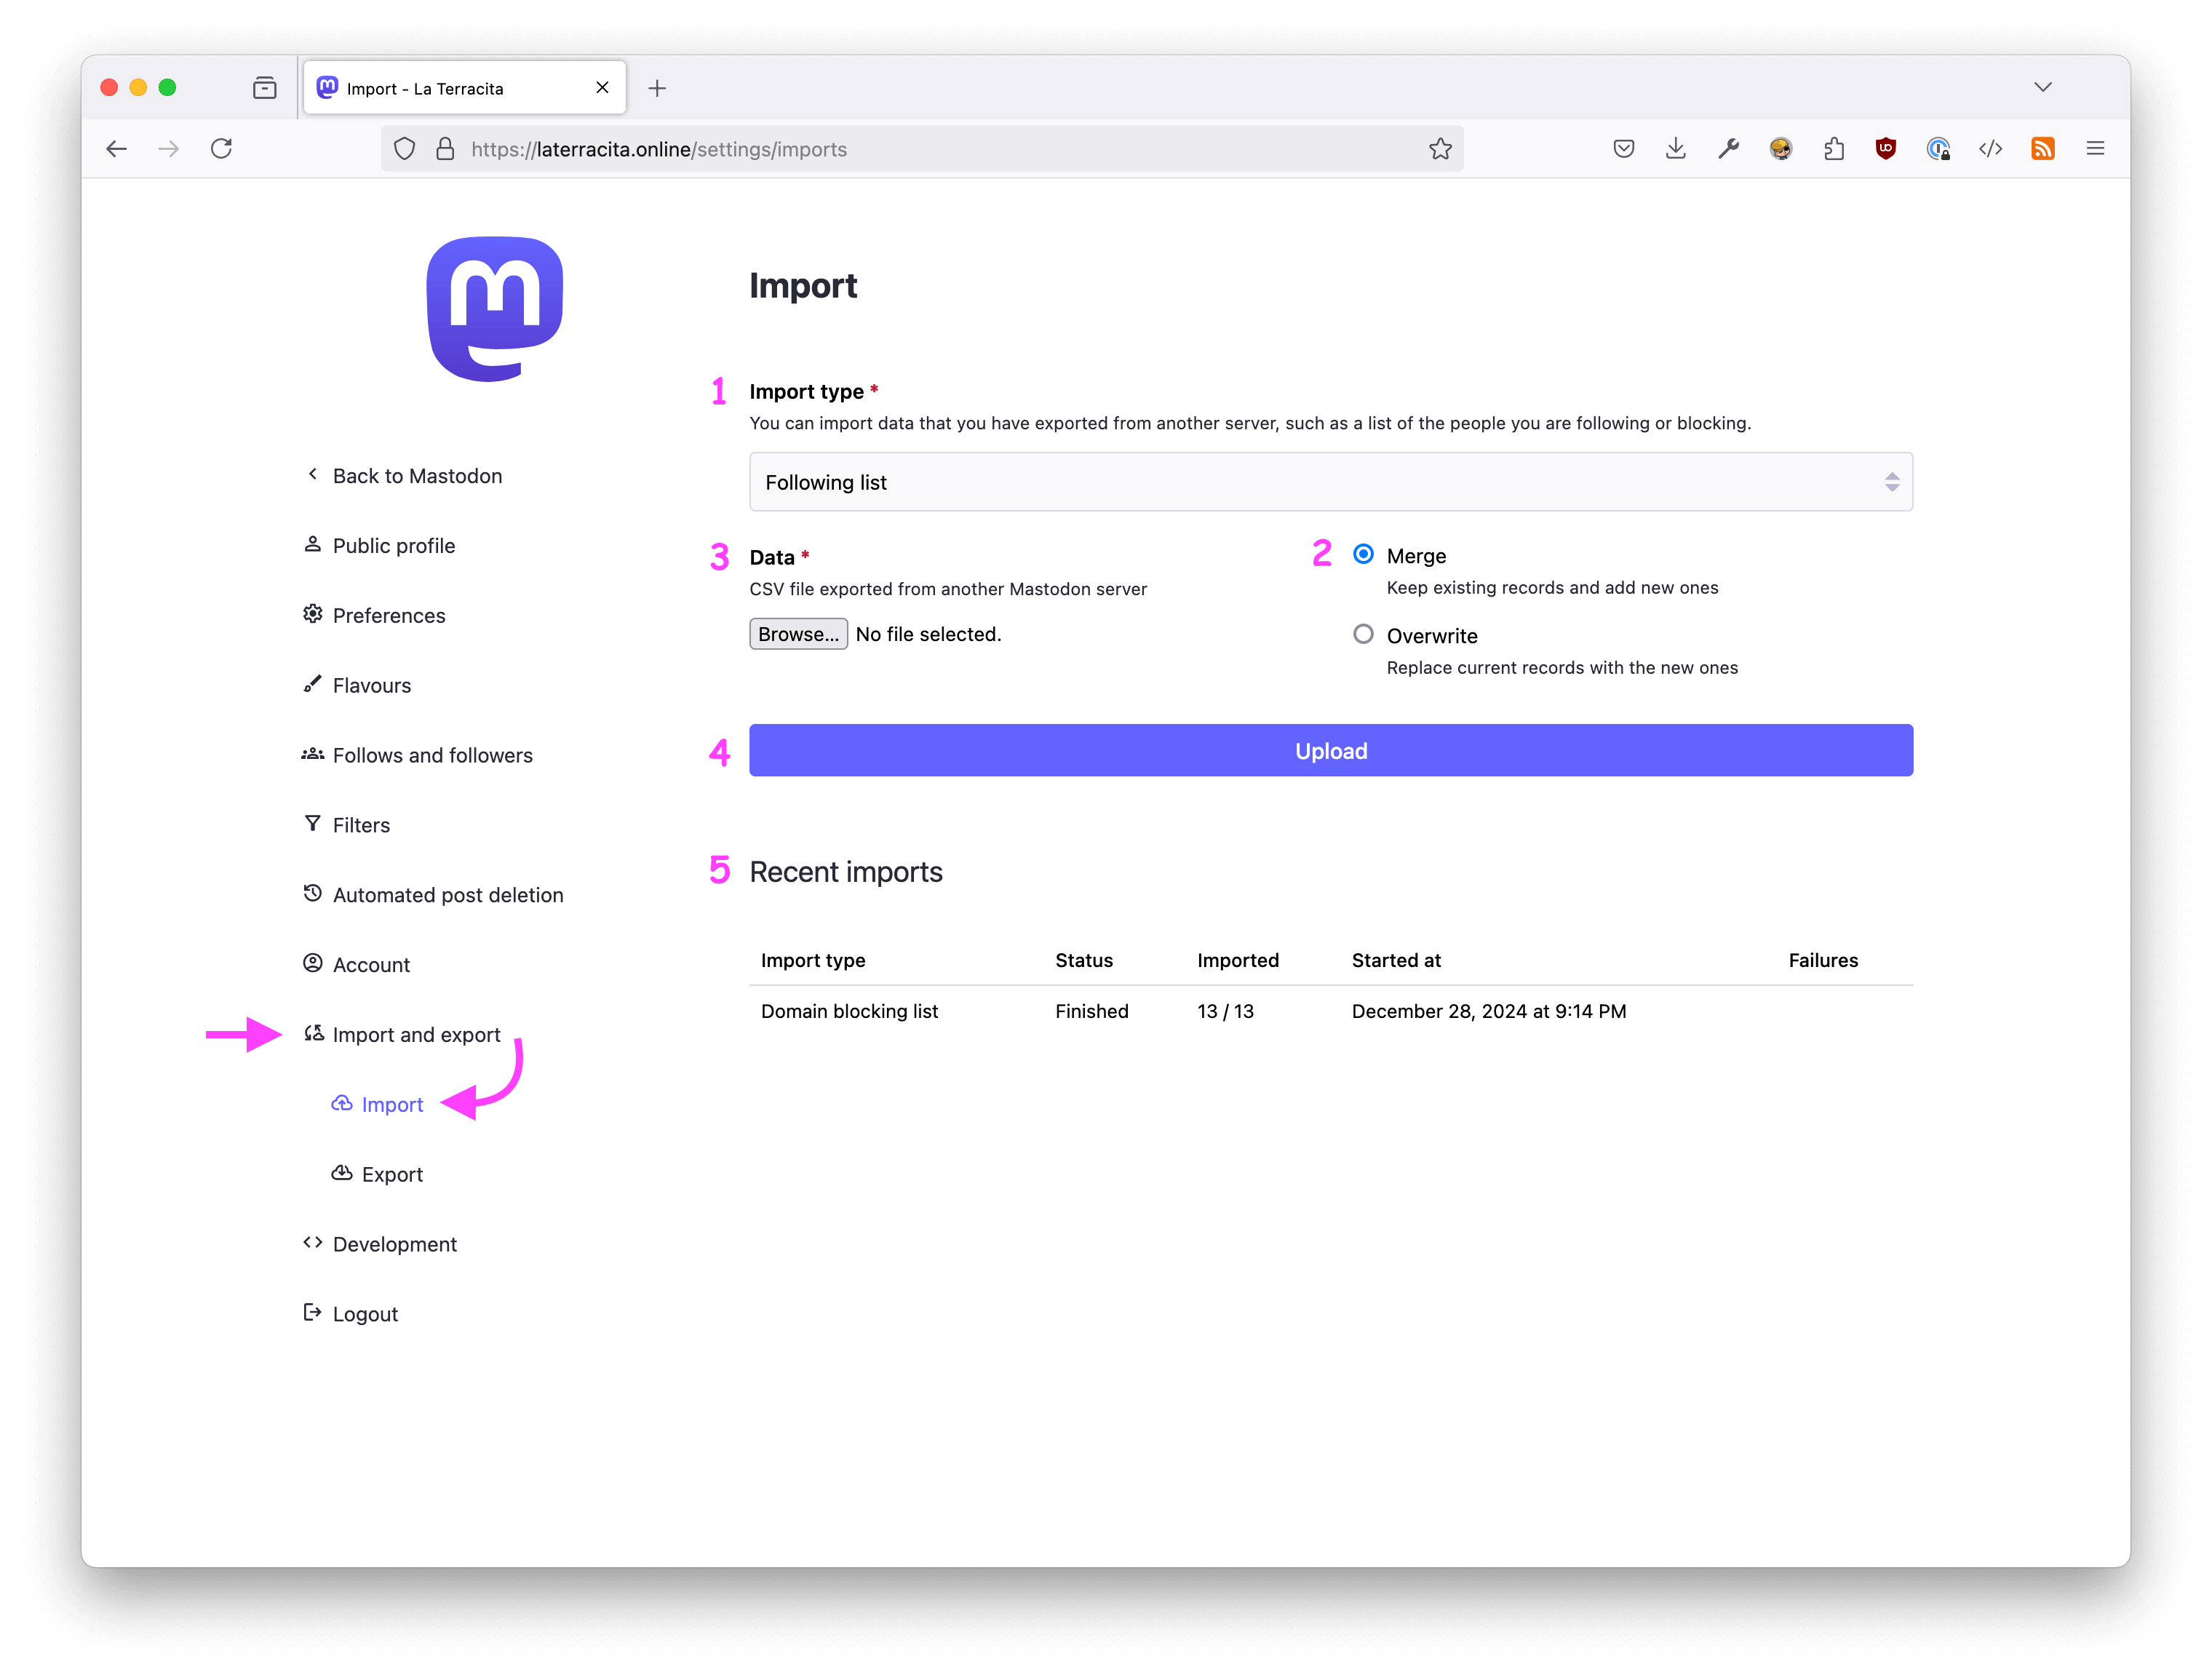 Import - La Terracita
https://laterracita.online/settings/imports
Back to Mastodon
Public profile
Preferences
Flavours
Follows and followers
Filters
Automated post deletion
Account
Import and export
Import
Export
Development
Logout
Import
1 Import type *
You can import data that you have exported from another server, such as a list of the people you are following or blocking.
Following list
3 Data *
CSV file exported from another Mastodon server
Browse... No file selected.
2 Merge
Keep existing records and add new ones
Overwrite
Replace current records with the new ones
4 Upload
5 Recent imports
Import type Status Imported Started at Failures
Domain blocking list Finished 13 / 13 December 28, 2024 at 9:14 PM